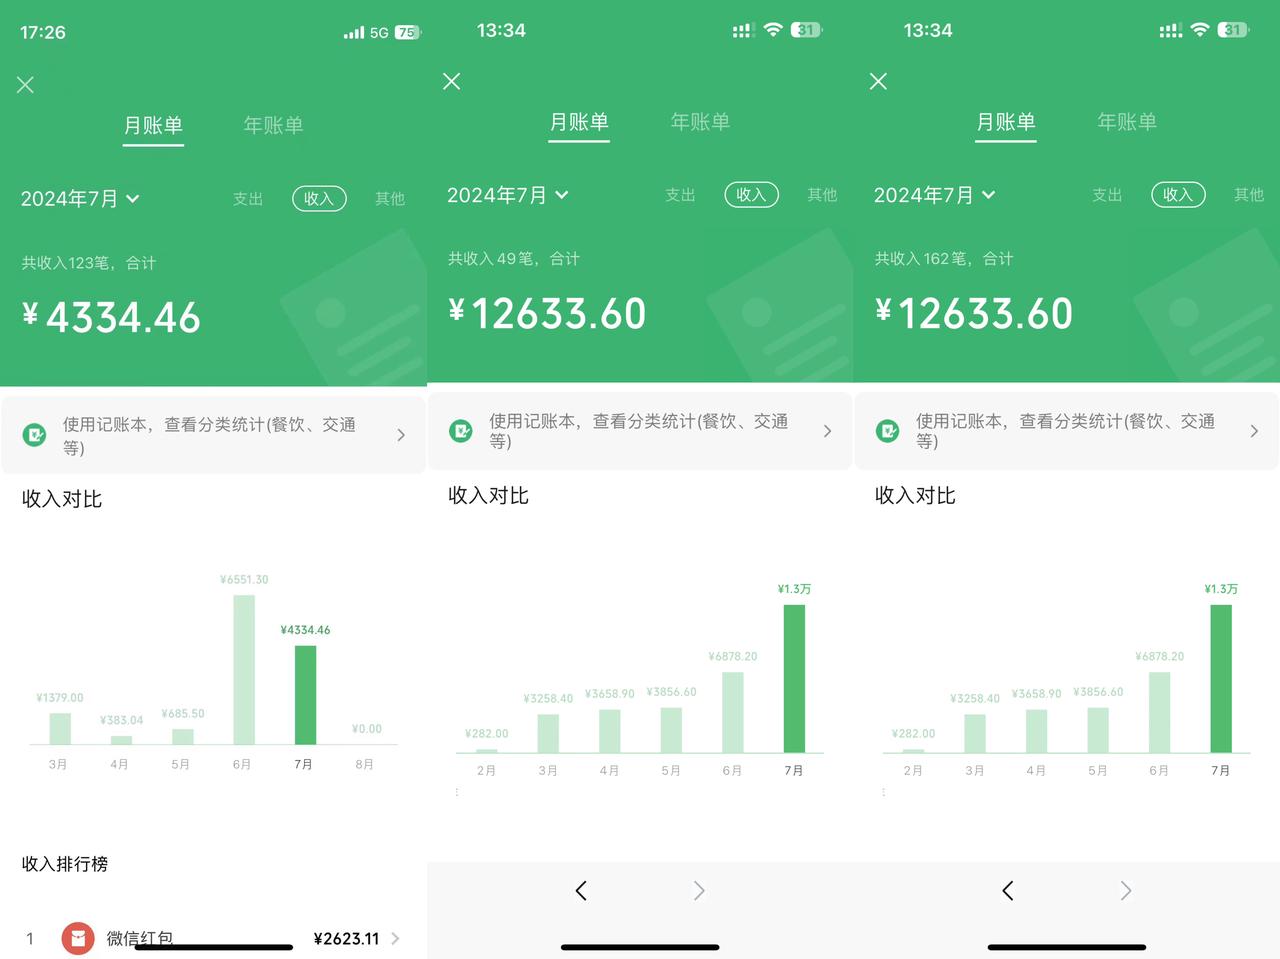 17:26
5G 75
月账单 年账单
2024年7月 支出 收入 其他
共收入123笔，合计
¥4334.46
使用记账本，查看分类统计(餐饮、交通
等)
收入对比
¥6551.30
¥4334.46
¥1379.00
¥383.04
¥685.50
¥0.00
3月 4月 5月 6月 7月 8月
收入排行榜
1 微信红包 ¥2623.11
13:34
31
月账单 年账单
2024年7月 支出 收入 其他
共收入49笔，合计
¥12633.60
使用记账本，查看分类统计(餐饮、交通
等)
收入对比
¥1.3万
¥6878.20
¥3258.40
¥3658.90
¥3856.60
¥282.00
2月 3月 4月 5月 6月 7月
13:34
31
月账单 年账单
2024年7月 支出 收入 其他
共收入162笔，合计
¥12633.60
使用记账本，查看分类统计(餐饮、交通
等)
收入对比
¥1.3万
¥6878.20
¥3258.40
¥3658.90
¥3856.60
¥282.00
2月 3月 4月 5月 6月 7月